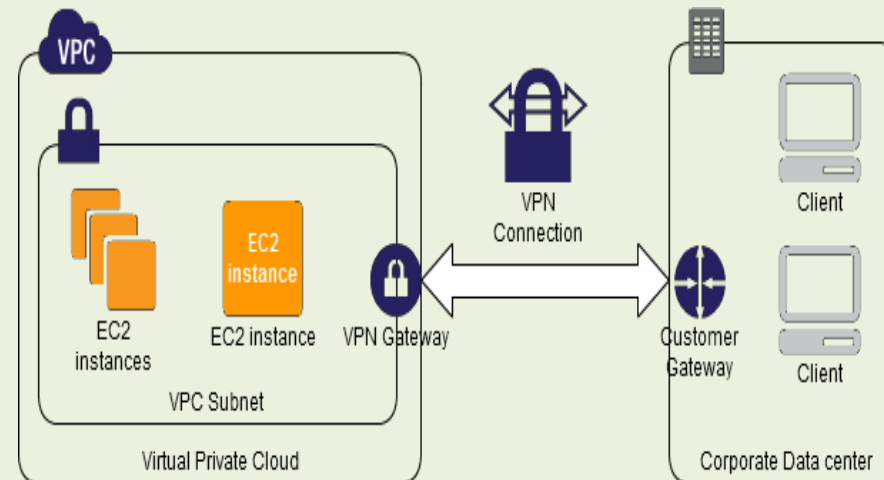 VPC
VPN
Connection
Client
EC2
instance
EC2
instances
EC2 instance
VPN Gateway
Customer
Gateway
Client
VPC Subnet
Virtual Private Cloud
Corporate Data center